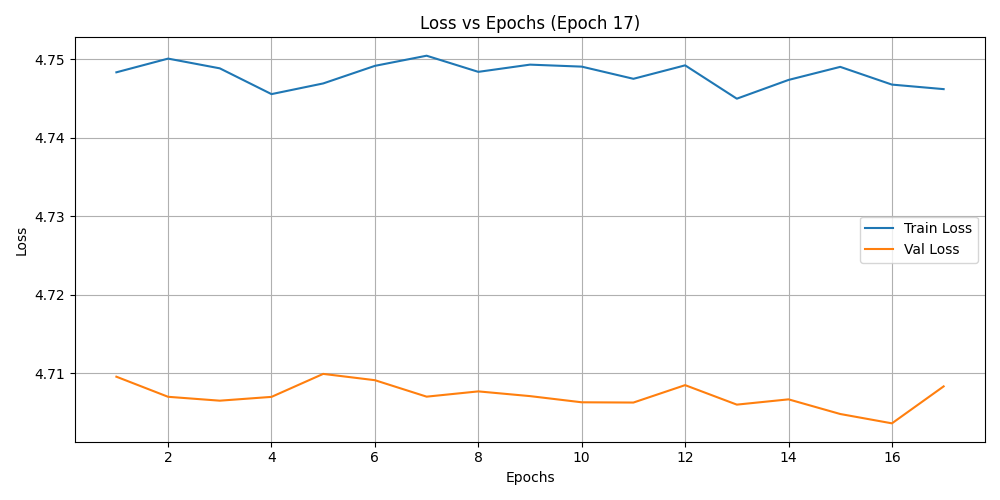 Loss vs Epochs (Epoch 17)
4.75
4.74
4.73
4.72
4.71
Loss
Train Loss
Val Loss
2 4 6 8 10 12 14 16
Epochs